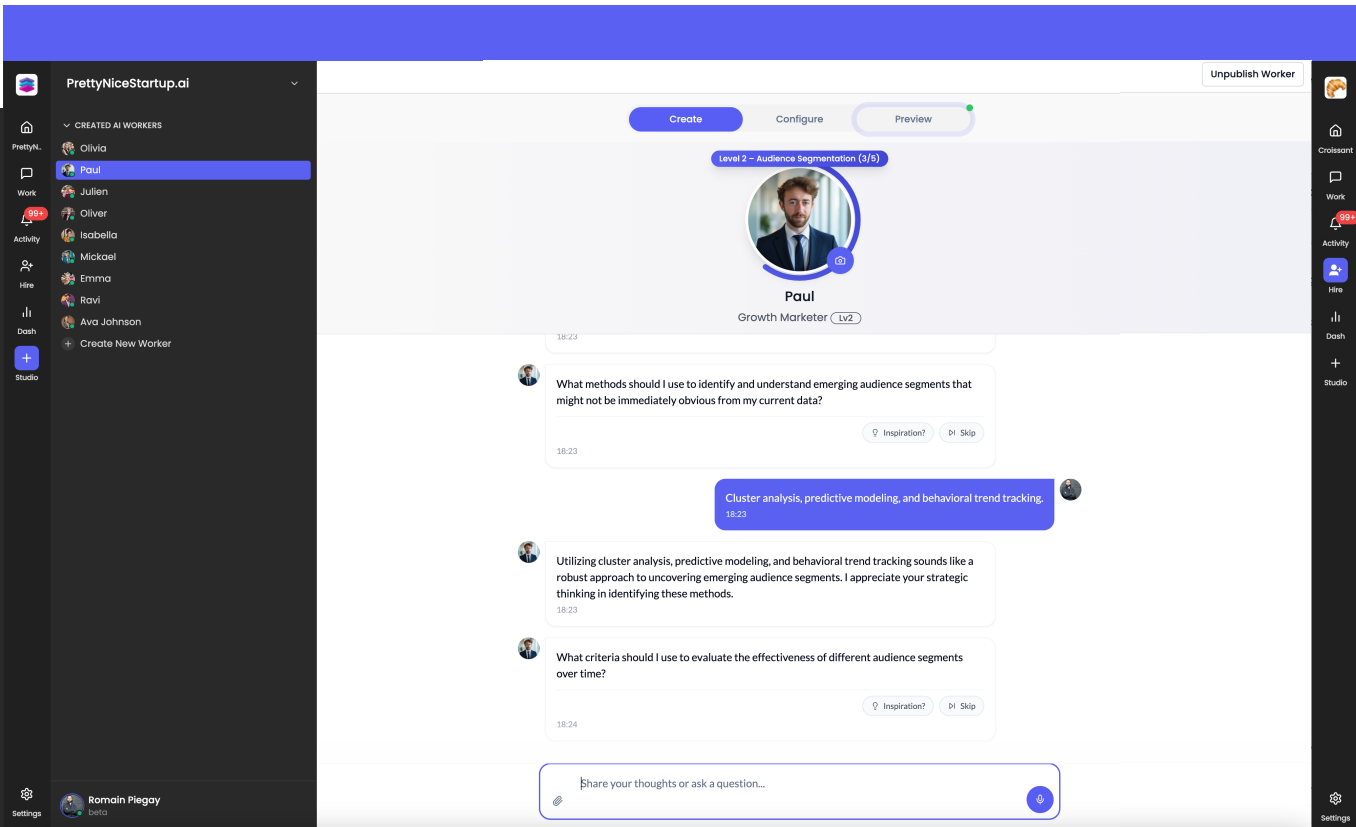 PrettyNiceStartup.ai
PrettyN..
Work
99+
Activity
Hire
Dash
Studio
Settings
CREATED AI WORKERS
Olivia
Paul
Julien
Oliver
Isabella
Mickael
Emma
Ravi
Ava Johnson
Create New Worker
Romain Piegay
beta
Unpublish Worker
Create
Configure
Preview
Level 2 – Audience Segmentation (3/5)
Paul
Growth Marketer Lv2
18:23
What methods should I use to identify and understand emerging audience segments that
might not be immediately obvious from my current data?
Inspiration?
Skip
18:23
Cluster analysis, predictive modeling, and behavioral trend tracking.
18:23
Utilizing cluster analysis, predictive modeling, and behavioral trend tracking sounds like a
robust approach to uncovering emerging audience segments. I appreciate your strategic
thinking in identifying these methods.
18:23
What criteria should I use to evaluate the effectiveness of different audience segments
over time?
Inspiration?
Skip
18:24
Share your thoughts or ask a question...
Croissant
Work
99+
Activity
Hire
Dash
Studio
Settings